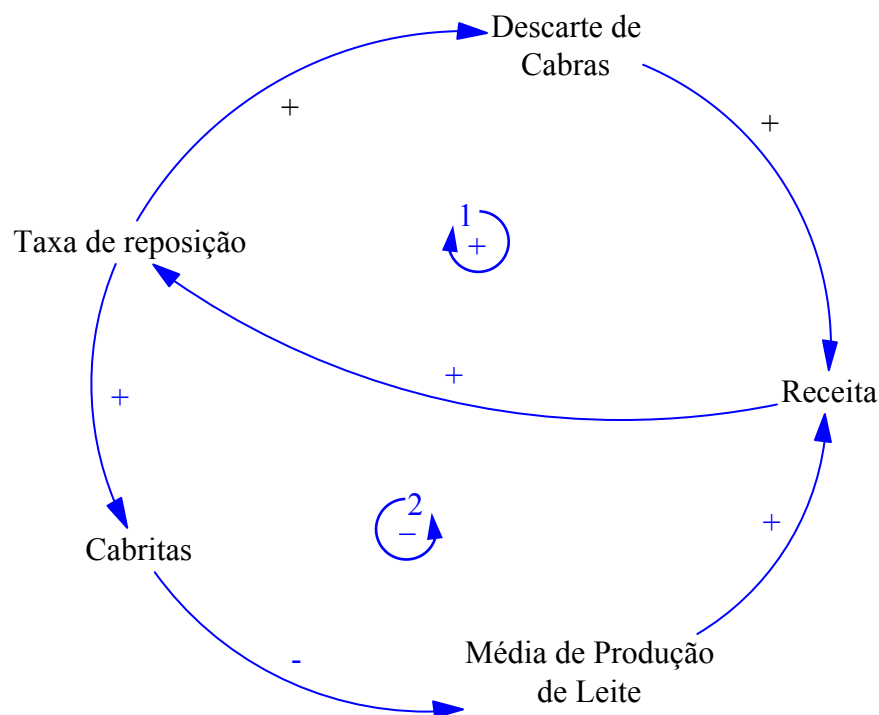 Descarte de
Cabras
+
+
1
+
Taxa de reposição
+
+
Receita
2
−
+
Cabritas
-
Média de Produção
de Leite